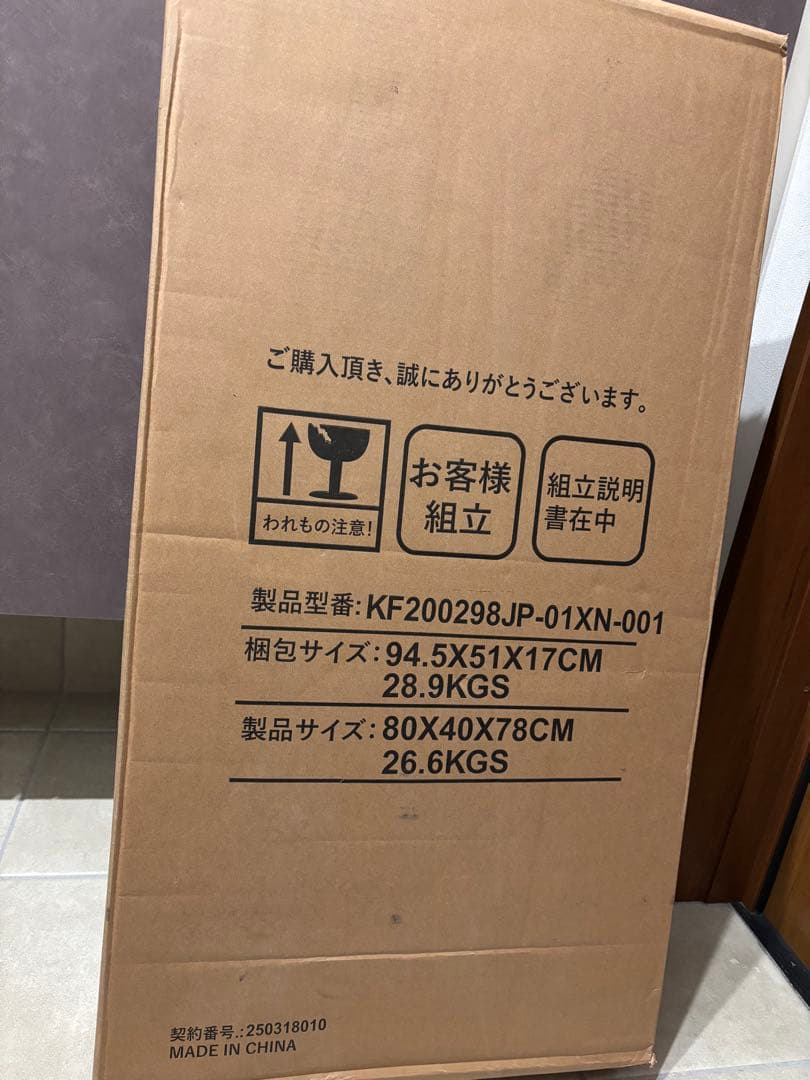 ご購入頂き、誠にありがとうございます。
われもの注意!
お客様
組立
組立説明
書在中
製品型番:KF200298JP-01XN-001
梱包サイズ:94.5X51X17CM
28.9KGS
製品サイズ:80X40X78CM
26.6KGS
契約番号.:250318010
MADE IN CHINA